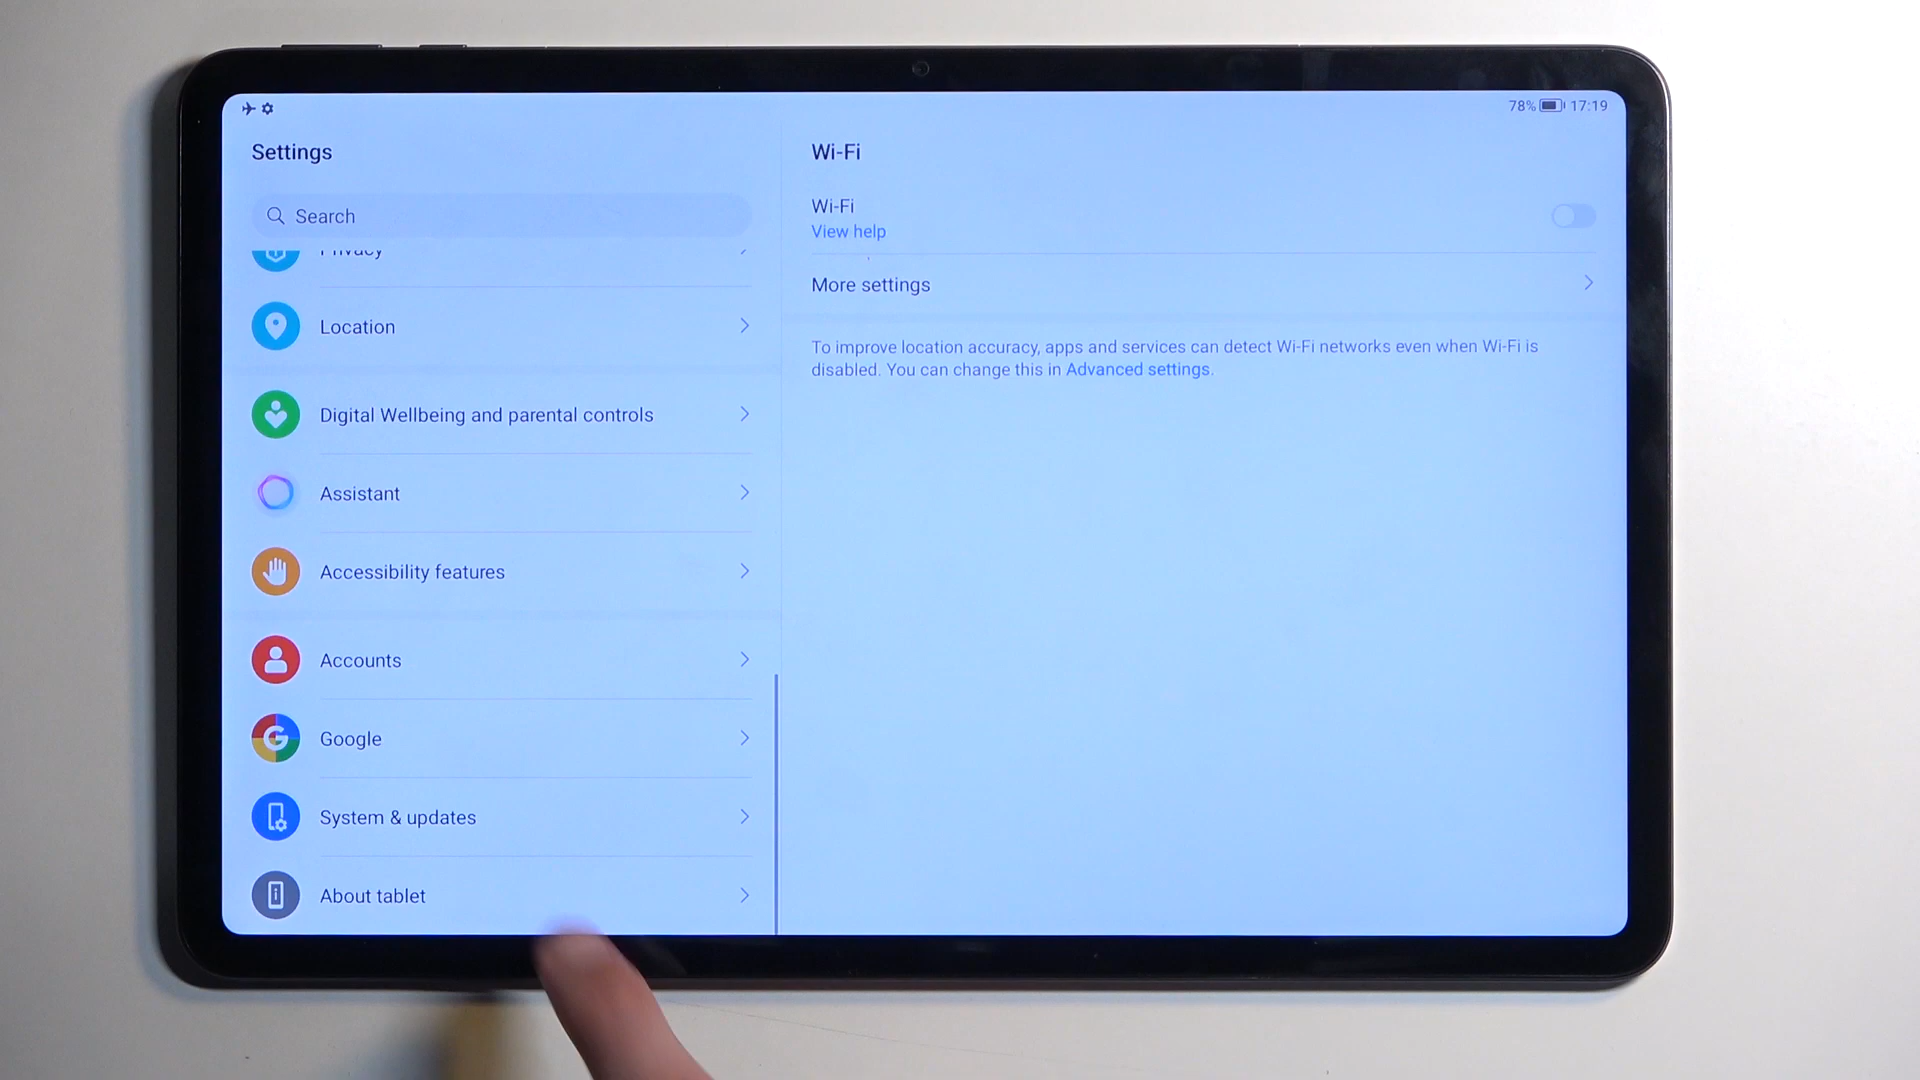 78% 17:19
Settings
Search
Privacy
Location
Digital Wellbeing and parental controls
Assistant
Accessibility features
Accounts
Google
System & updates
About tablet
Wi-Fi
Wi-Fi
View help
More settings
To improve location accuracy, apps and services can detect Wi-Fi networks even when Wi-Fi is
disabled. You can change this in Advanced settings.